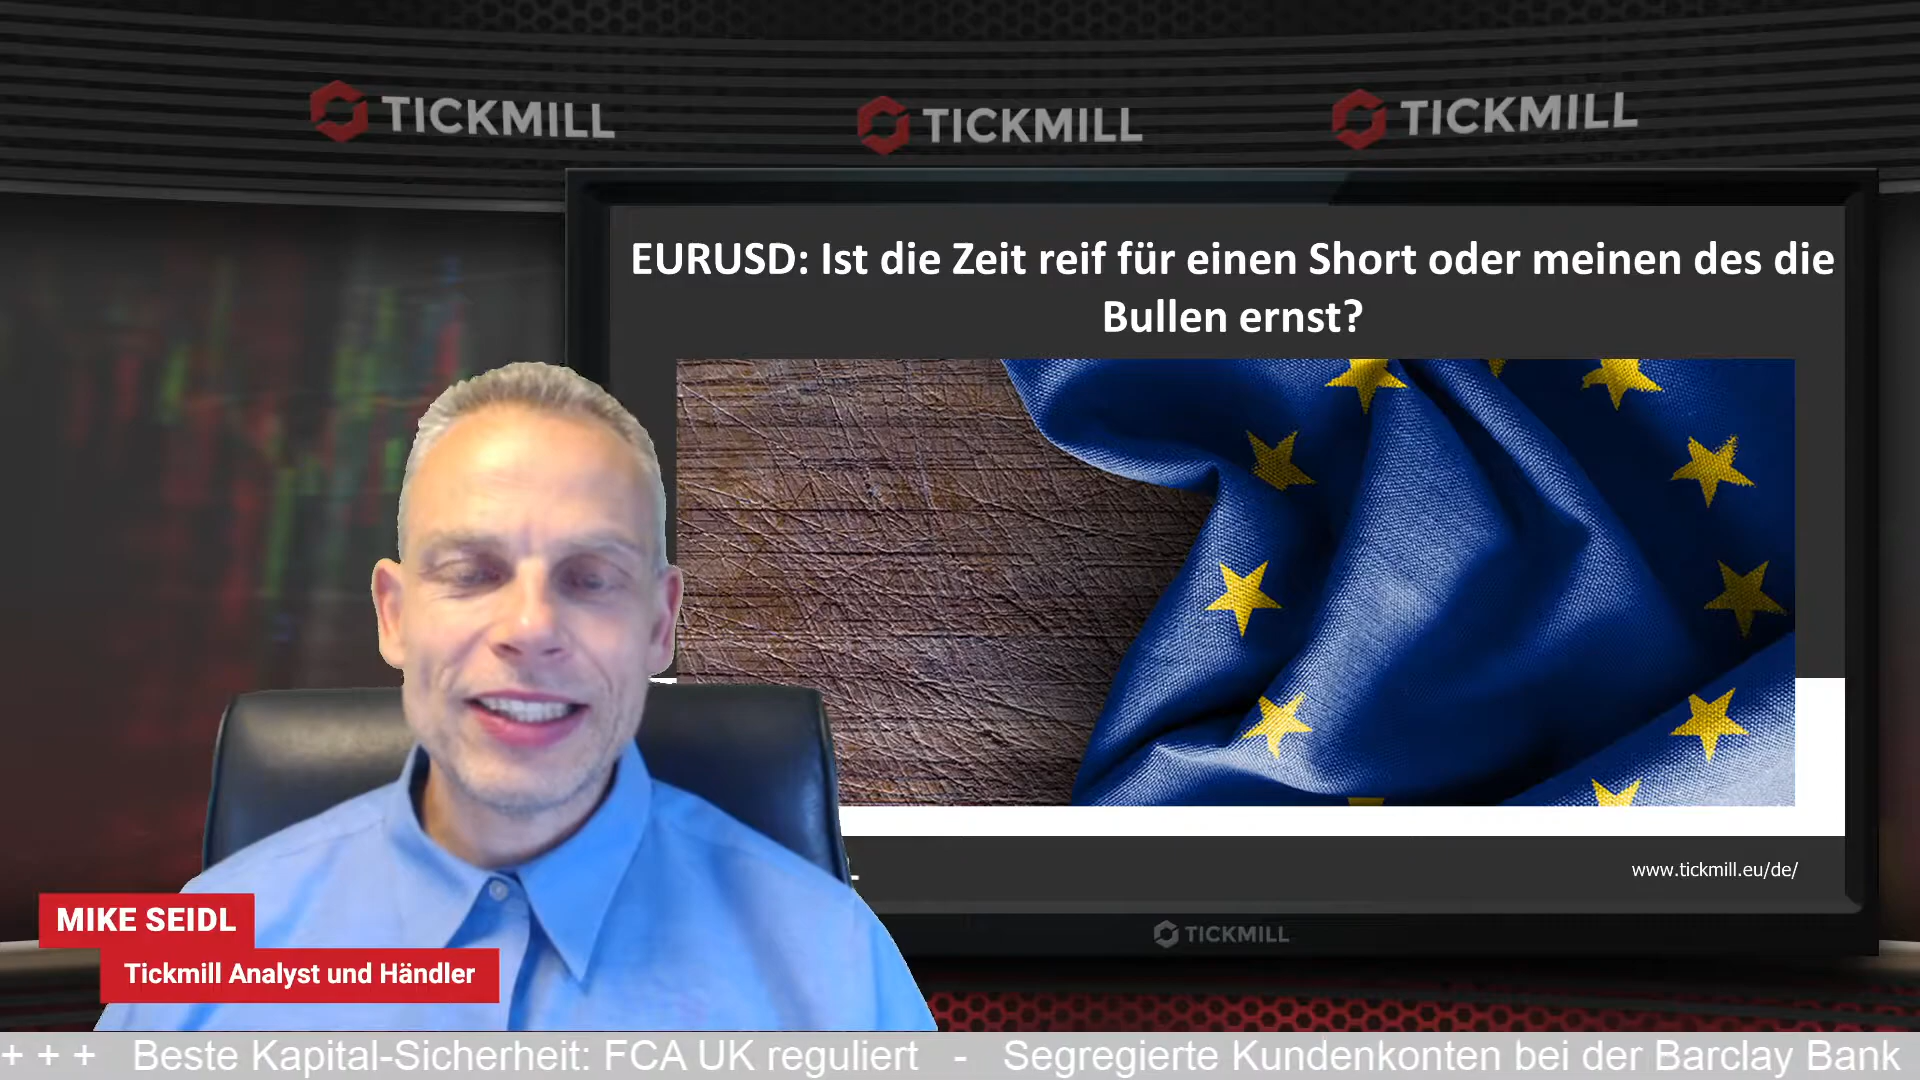 TICKMILL TICKMILL TICKMILL
EURUSD: Ist die Zeit reif für einen Short oder meinen des die
Bullen ernst?
www.tickmill.eu/de/
TICKMILL
MIKE SEIDL
Tickmill Analyst und Händler
+ + + Beste Kapital-Sicherheit: FCA UK reguliert - Segregierte Kundenkonten bei der Barclay Bank